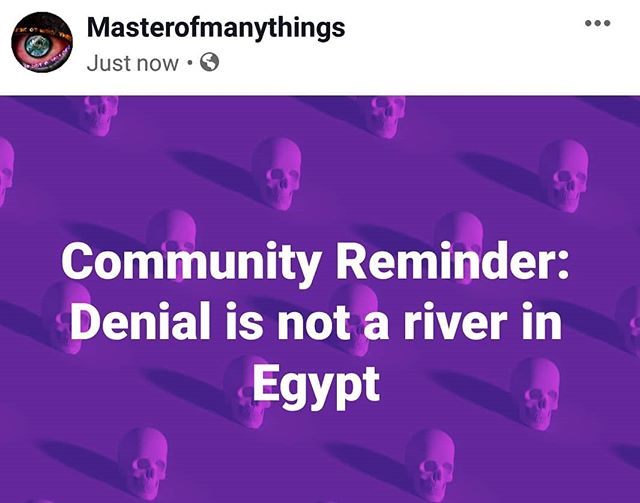 Masterofmanythings
Just now •
Community Reminder:
Denial is not a river in
Egypt